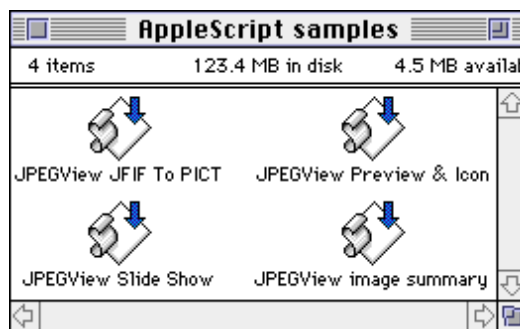 AppleScript samples
4 items 123.4 MB in disk 4.5 MB
JPEGView JFIF To PICT JPEGView Preview & Icon
JPEGView Slide Show JPEGView image summary